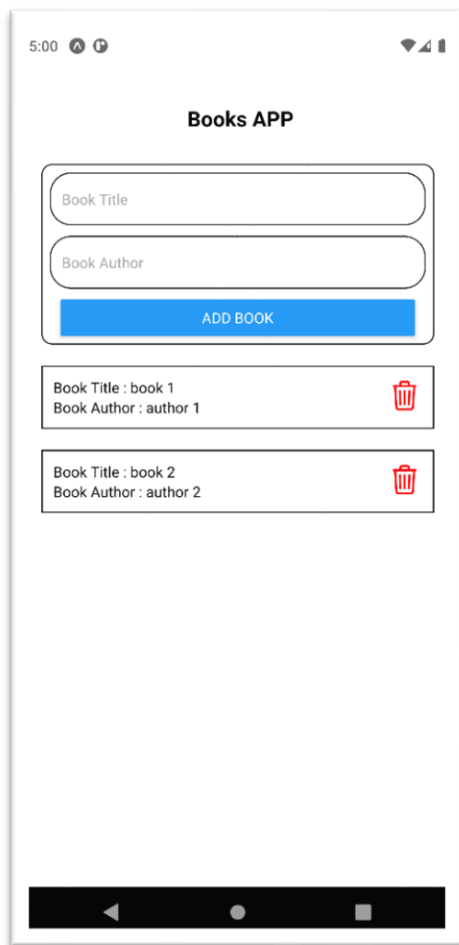 5:00
Books APP
Book Title
Book Author
ADD BOOK
Book Title : book 1
Book Author : author 1
Book Title : book 2
Book Author : author 2